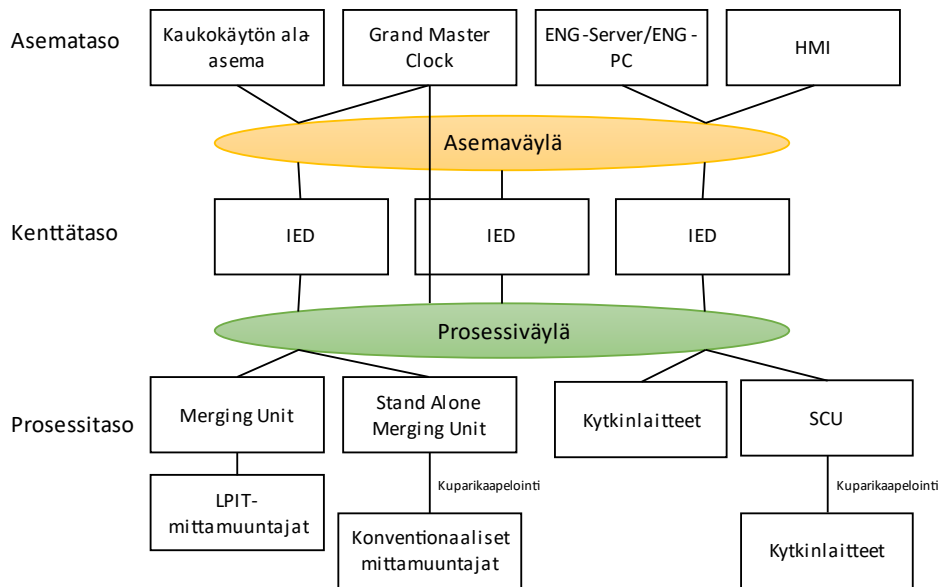 Asemataso
Kaukokäytön ala-
asema
Grand Master
Clock
ENG-Server/ENG-
PC
HMI
Asemaväylä
Kenttätaso
IED
IED
IED
Prosessiväylä
Prosessitaso
Merging Unit
Stand Alone
Merging Unit
Kytkinlaitteet
SCU
LPIT-
mittamuuntajat
Kuparikaapelointi
Kuparikaapelointi
Konventionaaliset
mittamuuntajat
Kytkinlaitteet